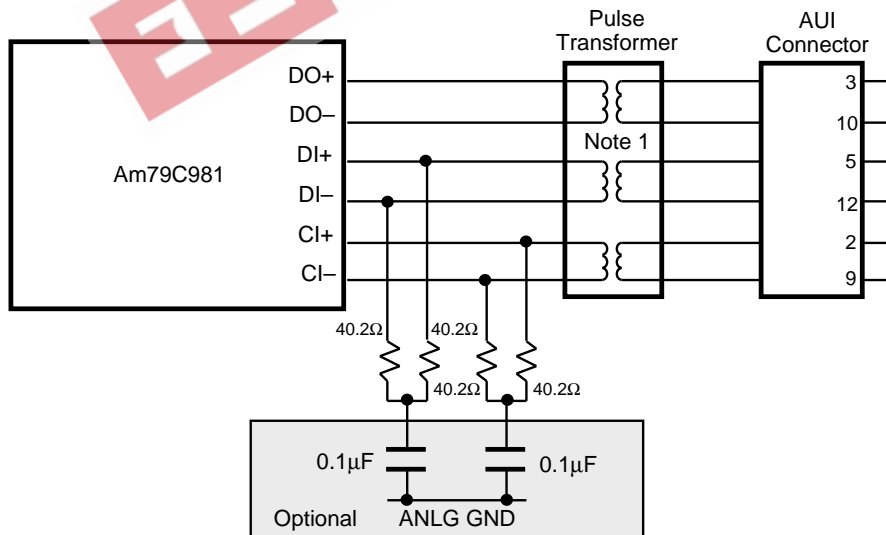 Pulse
Transformer
AUI
Connector
Am79C981
DO+
DO–
DI+
DI–
CI+
CI–
Note 1
3
10
5
12
2
9
40.2Ω
40.2Ω
40.2Ω
40.2Ω
0.1µF
0.1µF
Optional
ANLG GND